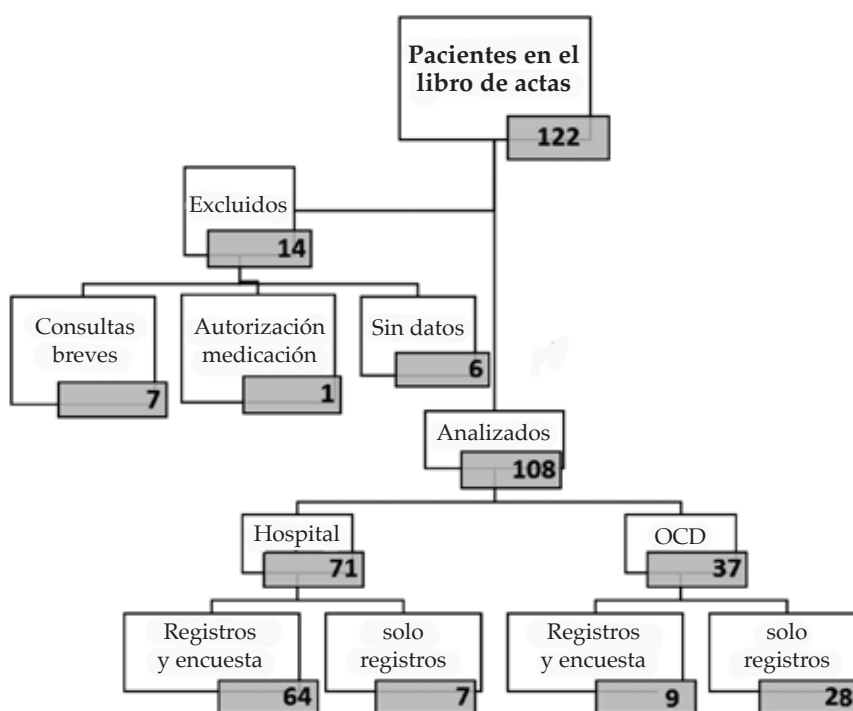 Pacientes en el
libro de actas
122
Excluidos
14
Consultas
breves
7
Autorización
medicación
1
Sin datos
6
Analizados
108
Hospital
71
OCD
37
Registros
y encuesta
64
solo
registros
7
Registros
y encuesta
9
solo
registros
28